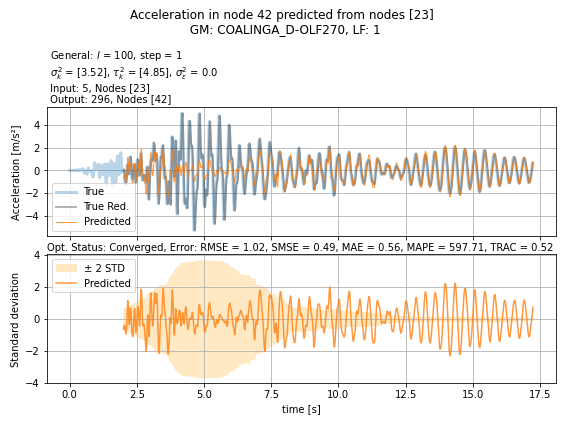 Acceleration in node 42 predicted from nodes [23]
GM: COALINGA_D-OLF270, LF: 1
General: l = 100, step = 1
σ²ₖ = [3.52], τ²ₖ = [4.85], σ²ε = 0.0
Input: 5, Nodes [23]
Output: 296, Nodes [42]
Acceleration [m/s²]
4
2
0
−2
−4
True
True Red.
Predicted
Opt. Status: Converged, Error: RMSE = 1.02, SMSE = 0.49, MAE = 0.56, MAPE = 597.71, TRAC = 0.52
Standard deviation
4
2
0
−2
−4
± 2 STD
Predicted
0.0 2.5 5.0 7.5 10.0 12.5 15.0 17.5
time [s]